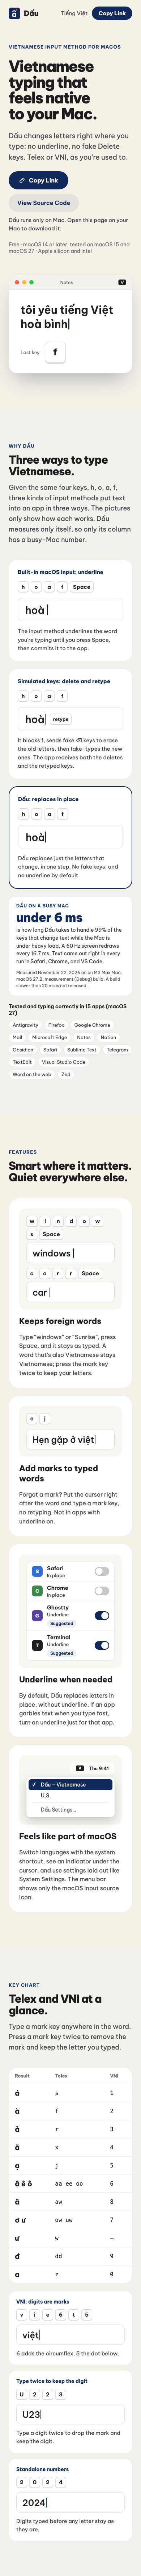 Dấu
Tiếng Việt
Copy Link
VIETNAMESE INPUT METHOD FOR MACOS
Vietnamese
typing that
feels native
to your Mac.
Dấu changes letters right where you
type: no underline, no fake Delete
keys. Telex or VNI, as you're used to.
Copy Link
View Source Code
Dấu runs only on Mac. Open this page on your
Mac to download it.
Free · macOS 14 or later, tested on macOS 15 and
macOS 27 · Apple silicon and Intel
Notes
V
tôi yêu tiếng Việt
hoà bình
Last key
f
WHY DẤU
Three ways to type
Vietnamese.
Given the same four keys, h, o, a, f,
three kinds of input methods put text
into an app in three ways. The pictures
only show how each works. Dấu
measures only itself, so only its column
has a busy-Mac number.
Built-in macOS input: underline
h o a f Space
hoà
The input method underlines the word
you're typing until you press Space,
then commits it to the app.
Simulated keys: delete and retype
h o a f
hoà
retype
It blocks f, sends fake ⌫ keys to erase
the old letters, then fake-types the new
ones. The app receives both the deletes
and the retyped keys.
Dấu: replaces in place
h o a f
hoà
Dấu replaces just the letters that
change, in one step. No fake keys, and
no underline by default.
DẤU ON A BUSY MAC
under 6 ms
is how long Dấu takes to handle 99% of the
keys that change text when the Mac is
under heavy load. A 60 Hz screen redraws
every 16.7 ms. Text came out right in tests
in Safari, Chrome, and VS Code.
Measured November 22, 2026 on an M3 Max Mac,
macOS 27.2, measurement (Debug) build. A build
slower than 20 ms is not released.
Tested and typing correctly in 15 apps (macOS
27)
Antigravity
Firefox
Google Chrome
Mail
Microsoft Edge
Notes
Notion
Obsidian
Safari
Sublime Text
Telegram
TextEdit
Visual Studio Code
Word on the web
Zed
FEATURES
Smart where it matters.
Quiet everywhere else.
w i n d o w
s Space
windows
c a r r Space
car
Keeps foreign words
Type "windows" or "Sunrise", press
Space, and it stays as typed. A word
that's also Vietnamese stays
Vietnamese; press the mark key
twice to keep your letters.
e j
Hẹn gặp ở việt
Add marks to typed
words
Forgot a mark? Put the cursor right
after the word and type a mark key,
no retyping. Not in apps with
underline on.
Safari
In place
Chrome
In place
Ghostty
Underline
Suggested
Terminal
Underline
Suggested
Underline when needed
By default, Dấu replaces letters in
place, without underline. If an app
garbles text when you type fast,
turn on underline just for that app.
V
Thu 9:41
✓ Dấu – Vietnamese
U.S.
Dấu Settings…
Feels like part of macOS
Switch languages with the system
shortcut, see an indicator under the
cursor, and see settings laid out like
System Settings. The menu bar
shows only the macOS input source
icon.
KEY CHART
Telex and VNI at a
glance.
Type a mark key anywhere in the word.
Press a mark key twice to remove the
mark and keep the letter you typed.
Result Telex VNI
á s 1
à f 2
ả r 3
ã x 4
ạ j 5
â ê ô aa ee oo 6
ă aw 8
ơ ư ow uw 7
ư w –
đ dd 9
a z 0
VNI: digits are marks
v i e 6 t 5
việt
6 adds the circumflex, 5 the dot below.
Type twice to keep the digit
U 2 2 3
U23
Type a digit twice to drop the mark and
keep the digit.
Standalone numbers
2 0 2 4
2024
Digits typed before any letter stay as
they are.